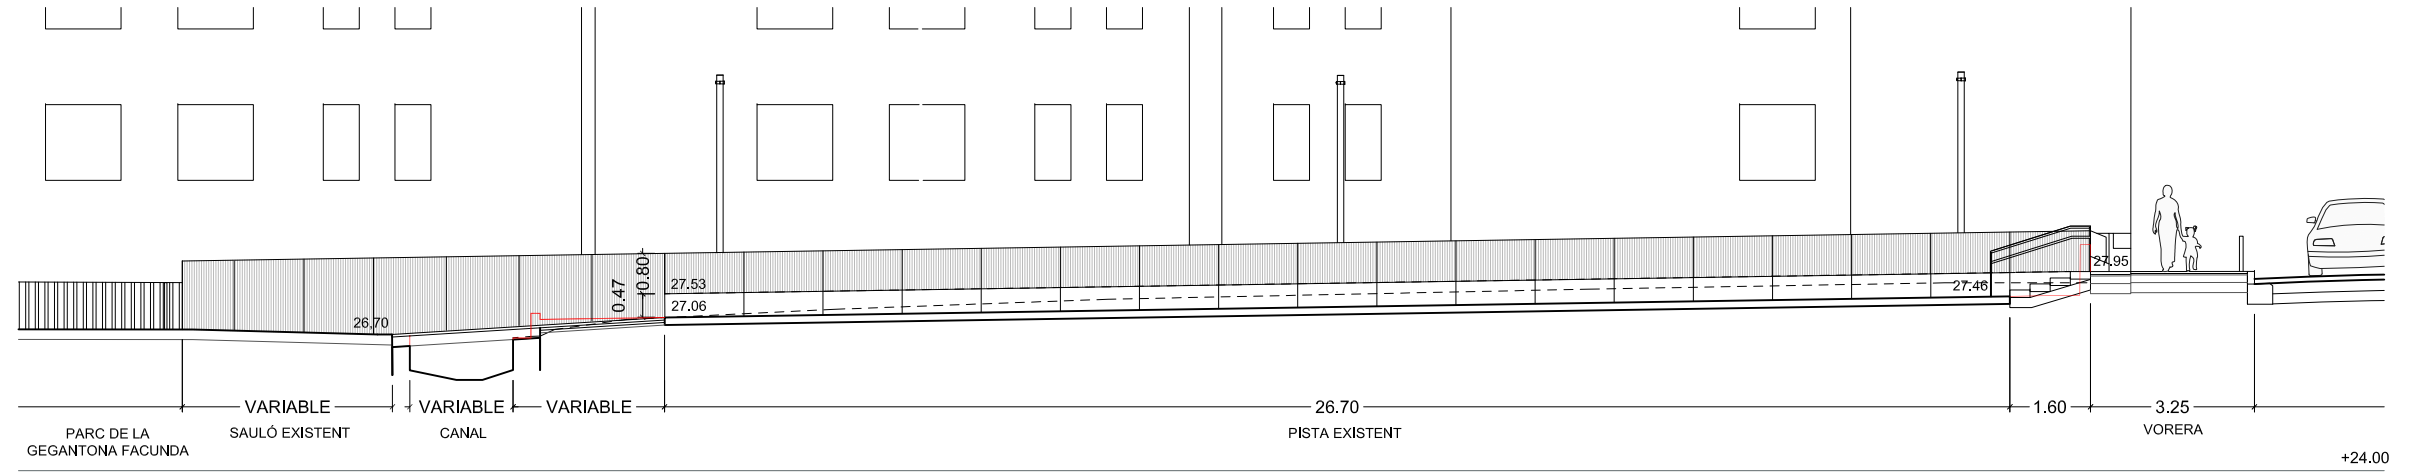 0.80
0.47
27.53
27.06
26,70
27.95
27.46
VARIABLE
VARIABLE
VARIABLE
26.70
1.60
3.25
PARC DE LA
GEGANTONA FACUNDA
SAULÓ EXISTENT
CANAL
PISTA EXISTENT
VORERA
+24.00